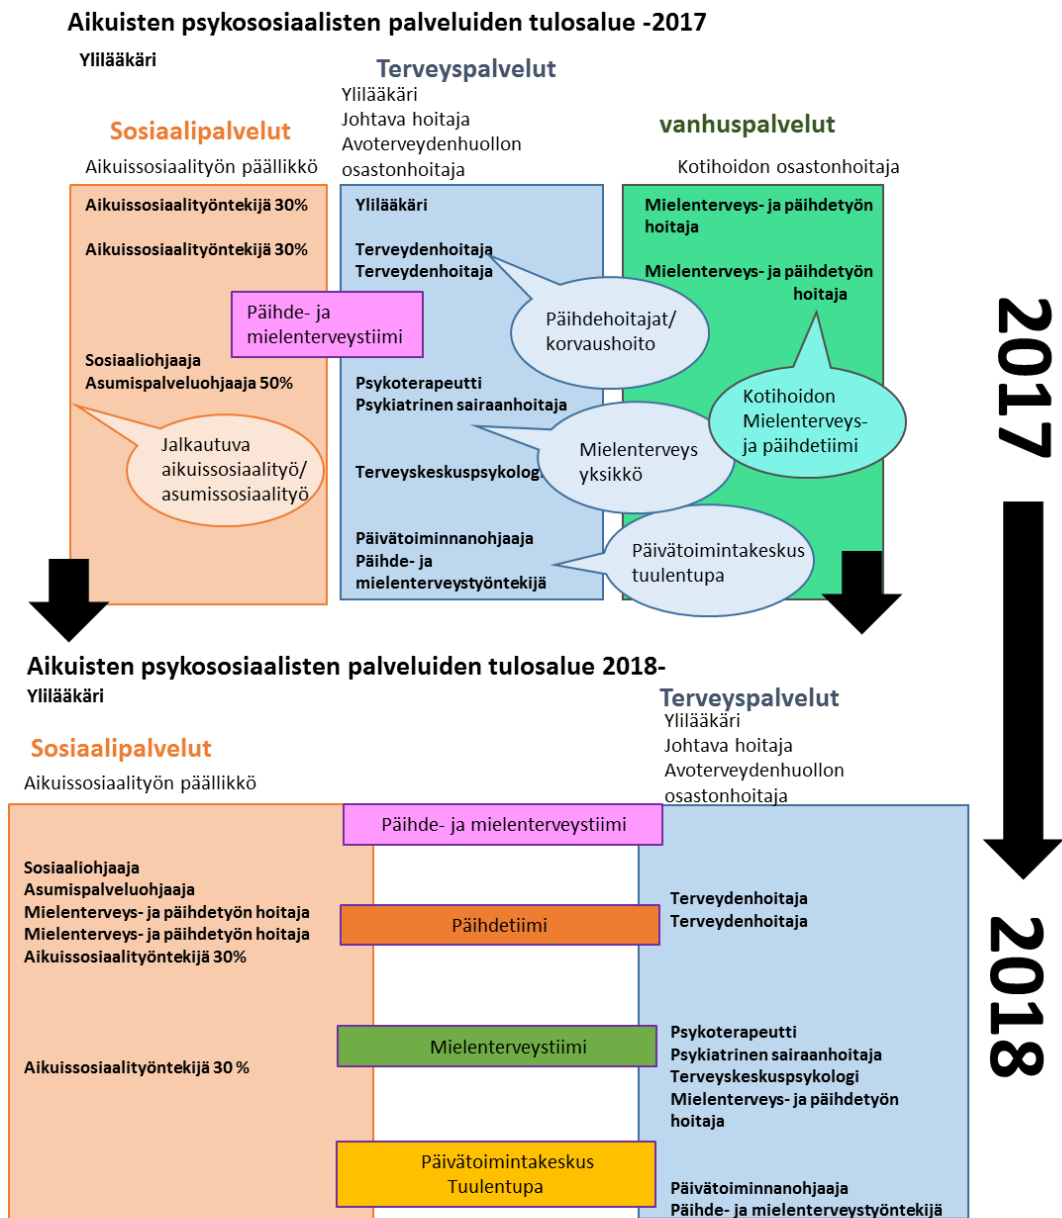 Aikuisten psykososiaalisten palveluiden tulosalue -2017
Ylilääkäri
Sosiaalipalvelut
Aikuissosiaalityön päällikkö
Terveyspalvelut
Ylilääkäri
Johtava hoitaja
Avoterveydenhuollon
osastonhoitaja
vanhuspalvelut
Kotihoidon osastonhoitaja
Aikuissosiaalityöntekijä 30%
Aikuissosiaalityöntekijä 30%
Päihde- ja
mielenterveystiimi
Sosiaaliohjaaja
Asumispalveluohjaaja 50%
Jalkautuva
aikuissosiaalityö/
asumissosiaalityö
Ylilääkäri
Terveydenhoitaja
Terveydenhoitaja
Päihdehoitajat/
korvaushoito
Psykoterapeutti
Psykiatrinen sairaanhoitaja
Mielenterveys
yksikkö
Terveyskeskuspsykologi
Päivätoiminnanohjaaja
Päihde- ja
mielenterveystyöntekijä
Päivätoimintakeskus
tuulentupa
Mielenterveys- ja päihdetyön
hoitaja
Mielenterveys- ja päihdetyön
hoitaja
Kotihoidon
Mielenterveys-
ja päihdetiimi
2017
Aikuisten psykososiaalisten palveluiden tulosalue 2018-
Ylilääkäri
Sosiaalipalvelut
Aikuissosiaalityön päällikkö
Terveyspalvelut
Ylilääkäri
Johtava hoitaja
Avoterveydenhuollon
osastonhoitaja
Päihde- ja mielenterveystiimi
Sosiaaliohjaaja
Asumispalveluohjaaja
Mielenterveys- ja päihdetyön hoitaja
Mielenterveys- ja päihdetyön hoitaja
Aikuissosiaalityöntekijä 30%
Päihdetiimi
Terveydenhoitaja
Terveydenhoitaja
Aikuissosiaalityöntekijä 30 %
Mielenterveystiimi
Psykoterapeutti
Psykiatrinen sairaanhoitaja
Terveyskeskuspsykologi
Mielenterveys- ja päihdetyön
hoitaja
Päivätoimintakeskus
Tuulentupa
Päivätoiminnanohjaaja
Päihde- ja mielenterveystyöntekijä
2018